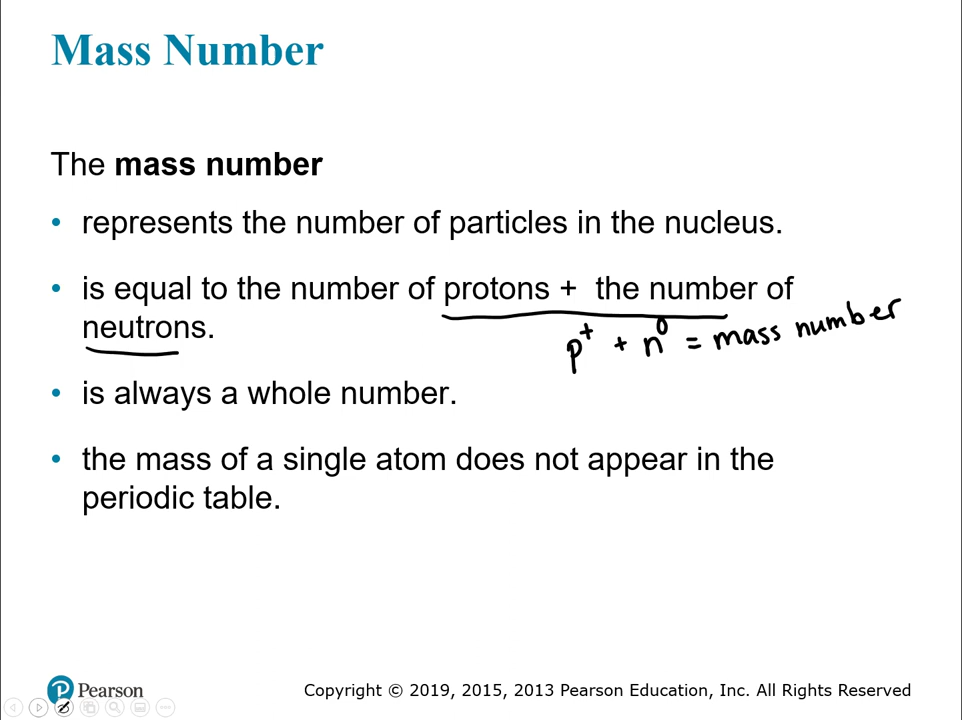 Mass Number
The mass number
• represents the number of particles in the nucleus.
• is equal to the number of protons + the number of
neutrons.
p⁺ + n⁰ = mass number
• is always a whole number.
• the mass of a single atom does not appear in the
periodic table.
Pearson
Copyright © 2019, 2015, 2013 Pearson Education, Inc. All Rights Reserved